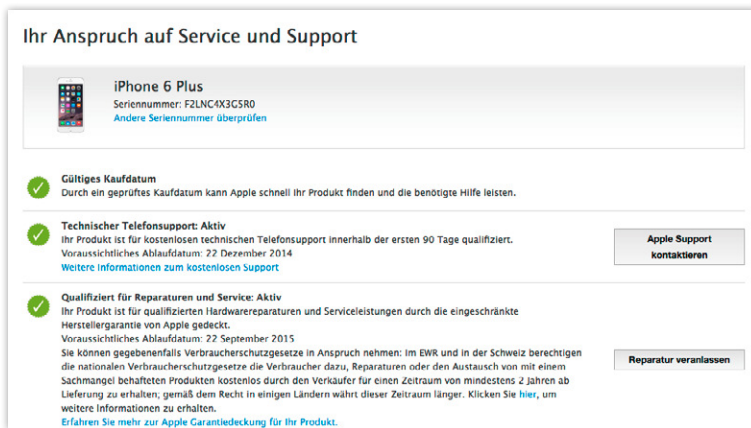 Ihr Anspruch auf Service und Support
iPhone 6 Plus
Seriennummer: F2LNC4X3G5R0
Andere Seriennummer überprüfen
Gültiges Kaufdatum
Durch ein geprüftes Kaufdatum kann Apple schnell Ihr Produkt finden und die benötigte Hilfe leisten.
Technischer Telefonsupport: Aktiv
Ihr Produkt ist für kostenlosen technischen Telefonsupport innerhalb der ersten 90 Tage qualifiziert.
Voraussichtliches Ablaufdatum: 22 Dezember 2014
Weitere Informationen zum kostenlosen Support
Apple Support
kontaktieren
Qualifiziert für Reparaturen und Service: Aktiv
Ihr Produkt ist für qualifizierten Hardwarereparaturen und Serviceleistungen durch die eingeschränkte
Herstellergarantie von Apple gedeckt.
Voraussichtliches Ablaufdatum: 22 September 2015
Sie können gegebenenfalls Verbraucherschutzgesetze in Anspruch nehmen: Im EWR und in der Schweiz berechtigen
die nationalen Verbraucherschutzgesetze die Verbraucher dazu, Reparaturen oder den Austausch von mit einem
Sachmangel behafteten Produkten kostenlos durch den Verkäufer für einen Zeitraum von mindestens 2 Jahren ab
Lieferung zu erhalten; gemäß dem Recht in einigen Ländern währt dieser Zeitraum länger. Klicken Sie hier, um
weitere Informationen zu erhalten.
Erfahren Sie mehr zur Apple Garantiedeckung für Ihr Produkt.
Reparatur veranlassen